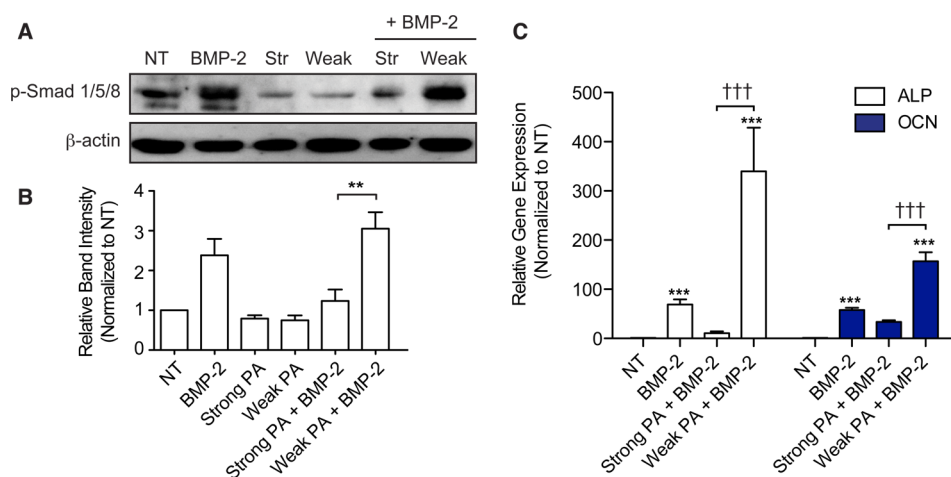 A
+ BMP-2
NT BMP-2 Str Weak Str Weak
p-Smad 1/5/8
β-actin
B
Relative Band Intensity
(Normalized to NT)
4
3
2
1
0
**
NT
BMP-2
Strong PA
Weak PA
Strong PA + BMP-2
Weak PA + BMP-2
C
Relative Gene Expression
(Normalized to NT)
500
400
300
200
100
0
ALP
OCN
†††
***
***
†††
***
***
NT
BMP-2
Strong PA + BMP-2
Weak PA + BMP-2
NT
BMP-2
Strong PA + BMP-2
Weak PA + BMP-2